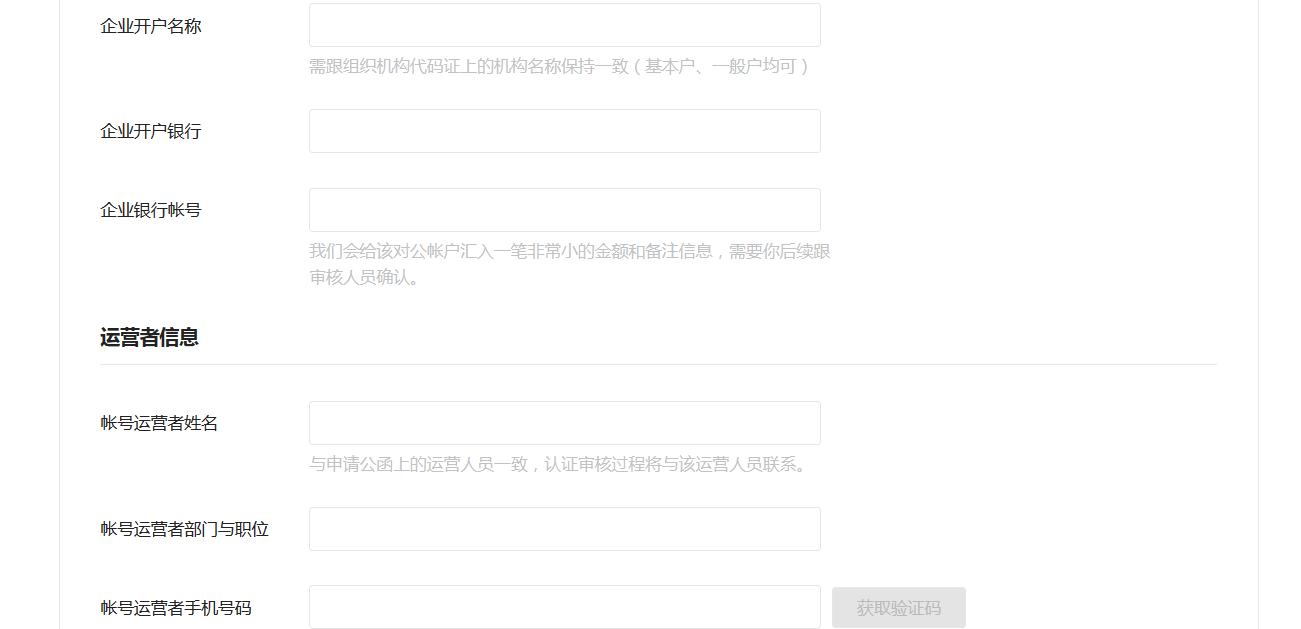 企业开户名称
需跟组织机构代码证上的机构名称保持一致（基本户、一般户均可）
企业开户银行
企业银行帐号
我们会给该对公帐户汇入一笔非常小的金额和备注信息，需要你后续跟
审核人员确认。
运营者信息
帐号运营者姓名
与申请公函上的运营人员一致，认证审核过程将与该运营人员联系。
帐号运营者部门与职位
帐号运营者手机号码 获取验证码